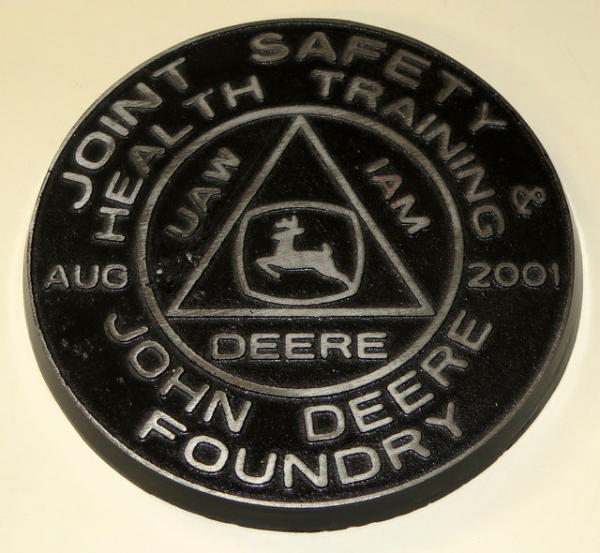 JOINT SAFETY &
HEALTH TRAINING
UAW
IAM
AUG
2001
DEERE
JOHN DEERE
FOUNDRY